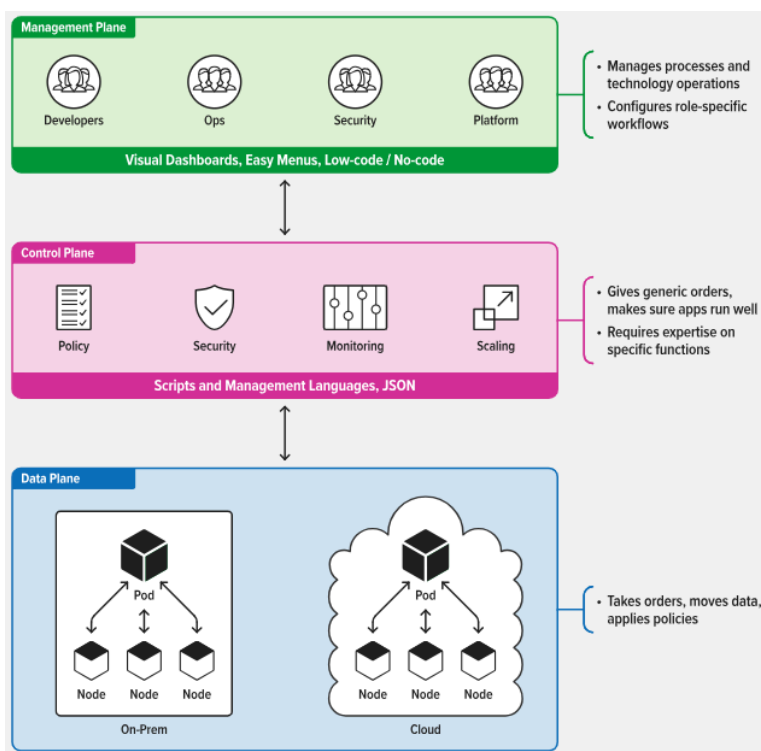 Management Plane
Developers
Ops
Security
Platform
Visual Dashboards, Easy Menus, Low-code / No-code
• Manages processes and
technology operations
• Configures role-specific
workflows
Control Plane
Policy
Security
Monitoring
Scaling
Scripts and Management Languages, JSON
• Gives generic orders,
makes sure apps run well
• Requires expertise on
specific functions
Data Plane
Pod
Node
Node
Node
On-Prem
Pod
Node
Node
Node
Cloud
• Takes orders, moves data,
applies policies